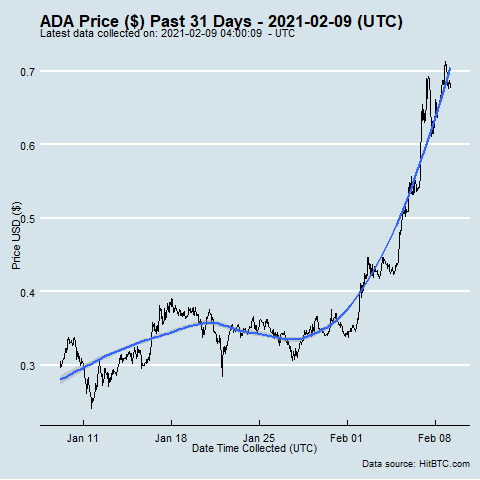 ADA Price ($) Past 31 Days - 2021-02-09 (UTC)
Latest data collected on: 2021-02-09 04:00:09  - UTC
0.7
0.6
0.5
0.4
0.3
Price USD ($)
Jan 11
Jan 18
Jan 25
Feb 01
Feb 08
Date Time Collected (UTC)
Data source: HitBTC.com